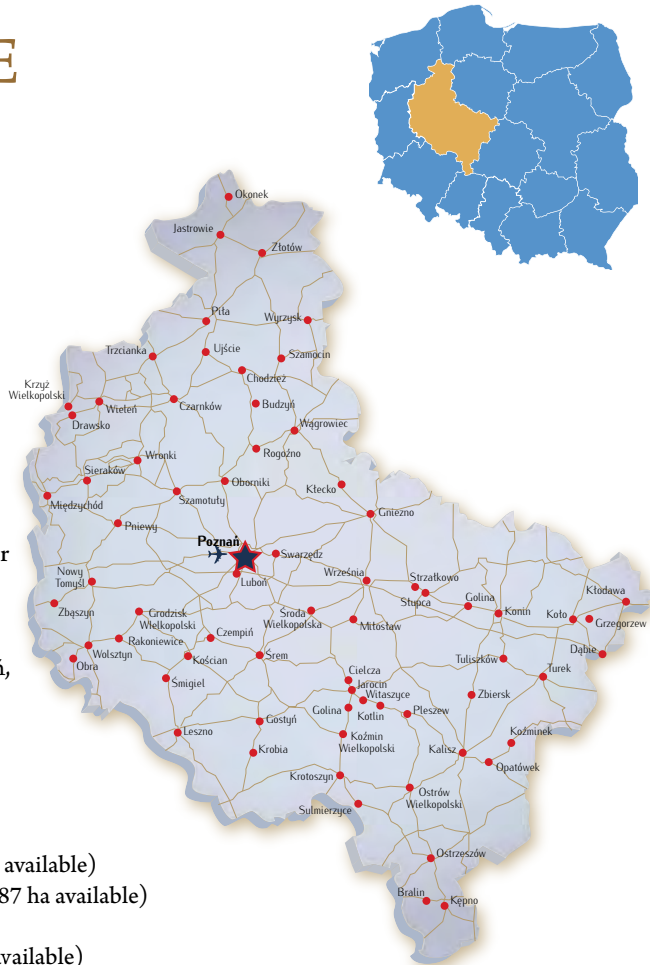 E
Okonek
Jastrowie
Złotów
Piła
Wyrzysk
Trzcianka
Ujście
Szamocin
Chodzież
Krzyż
Wielkopolski
Wieleń
Czarnków
Budzyń
Drawsko
Wągrowiec
Wronki
Rogoźno
Sieraków
Oborniki
Kłecko
Międzychód
Szamotuły
Gniezno
Pniewy
Poznań
r
Swarzędz
Luboń
Nowy
Tomyśl
Września
Strzałkowo
Słupca
Golina
Konin
Kłodawa
Koło
Grzegorzew
Zbąszyn
Grodzisk
Wlełkopolski
Środa
Wielkopolska
Miłosław
Rakoniewice
Czempiń
Dąbie
Wolsztyn
Obra
Kościan
Śrem
Tuliszków
Turek
ń,
Śmigiel
Cielcza
Jarocin
Witaszyce
Zbiersk
Golina
Kotlin
Pleszew
Gostyń
Leszno
Koźmin
Wielkopolski
Koźminek
Krobia
Kalisz
Opatówek
Krotoszyn
Ostrów
Wielkopolski
Sulmierzyce
Ostrzeszów
available)
87 ha available)
Bralin
Kępno
available)